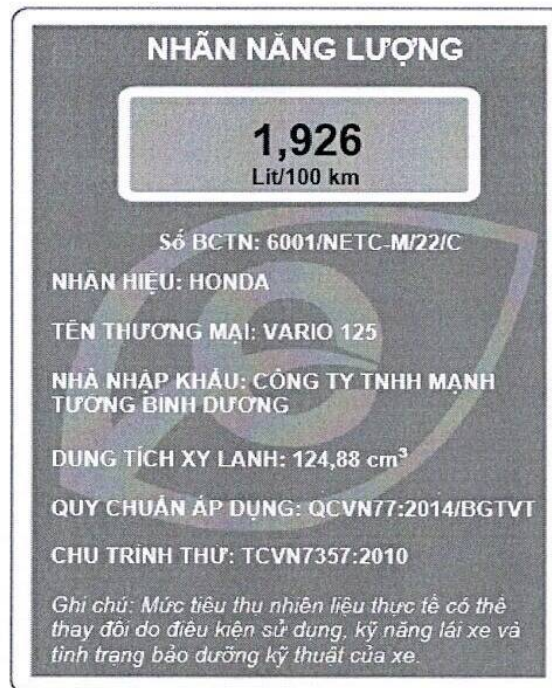 NHÃN NĂNG LƯỢNG
1,926
Lit/100 km
Số BCTN: 6001/NETC-M/22/C
NHÃN HIỆU: HONDA
TÊN THƯƠNG MẠI: VARIO 125
NHÀ NHẬP KHẨU: CÔNG TY TNHH MẠNH
TƯỜNG BÌNH DƯƠNG
DUNG TÍCH XY LANH: 124,88 cm³
QUY CHUẨN ÁP DỤNG: QCVN77:2014/BGTVT
CHU TRÌNH THỬ: TCVN7357:2010
Ghi chú: Mức tiêu thụ nhiên liệu thực tế có thể
thay đổi do điều kiện sử dụng, kỹ năng lái xe và
tình trạng bảo dưỡng kỹ thuật của xe.